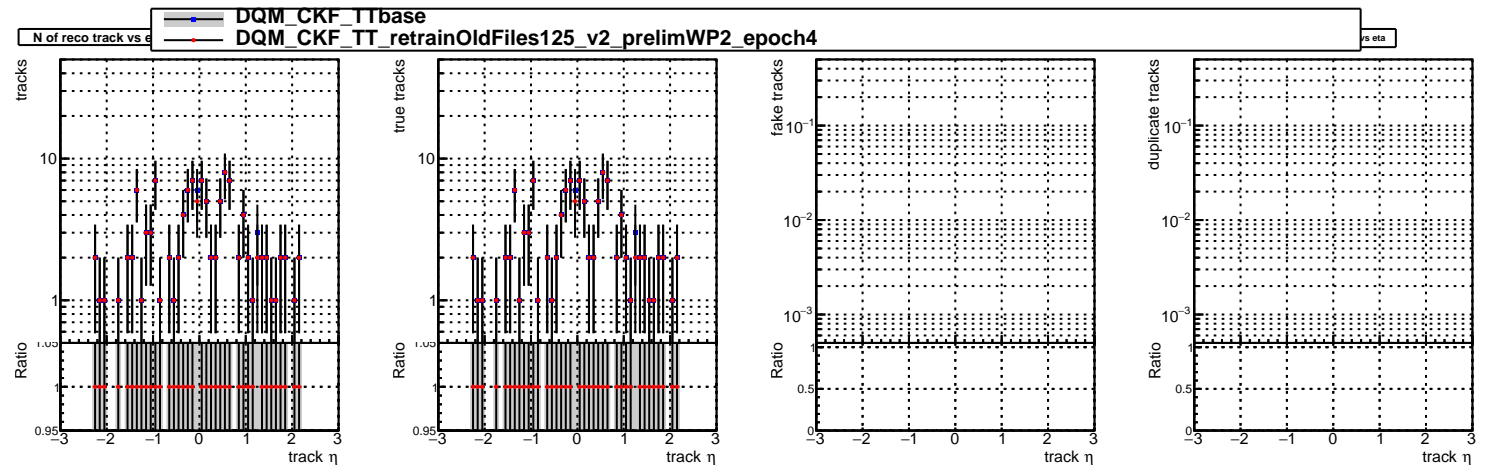 DQM_CKF_TTbase
DQM_CKF_TT_retrainOldFiles125_v2_prelimWP2_epoch4
N of reco track vs e
vs eta
tracks
10
1
Ratio
1.05
1
0.95
−3 −2 −1 0 1 2 3
track η
true tracks
10
1
Ratio
1.05
1
0.95
−3 −2 −1 0 1 2 3
track η
fake tracks
10−1
10−2
10−3
Ratio
1
0.5
0
−3 −2 −1 0 1 2 3
track η
duplicate tracks
10−1
10−2
10−3
Ratio
1
0.5
0
−3 −2 −1 0 1 2 3
track η